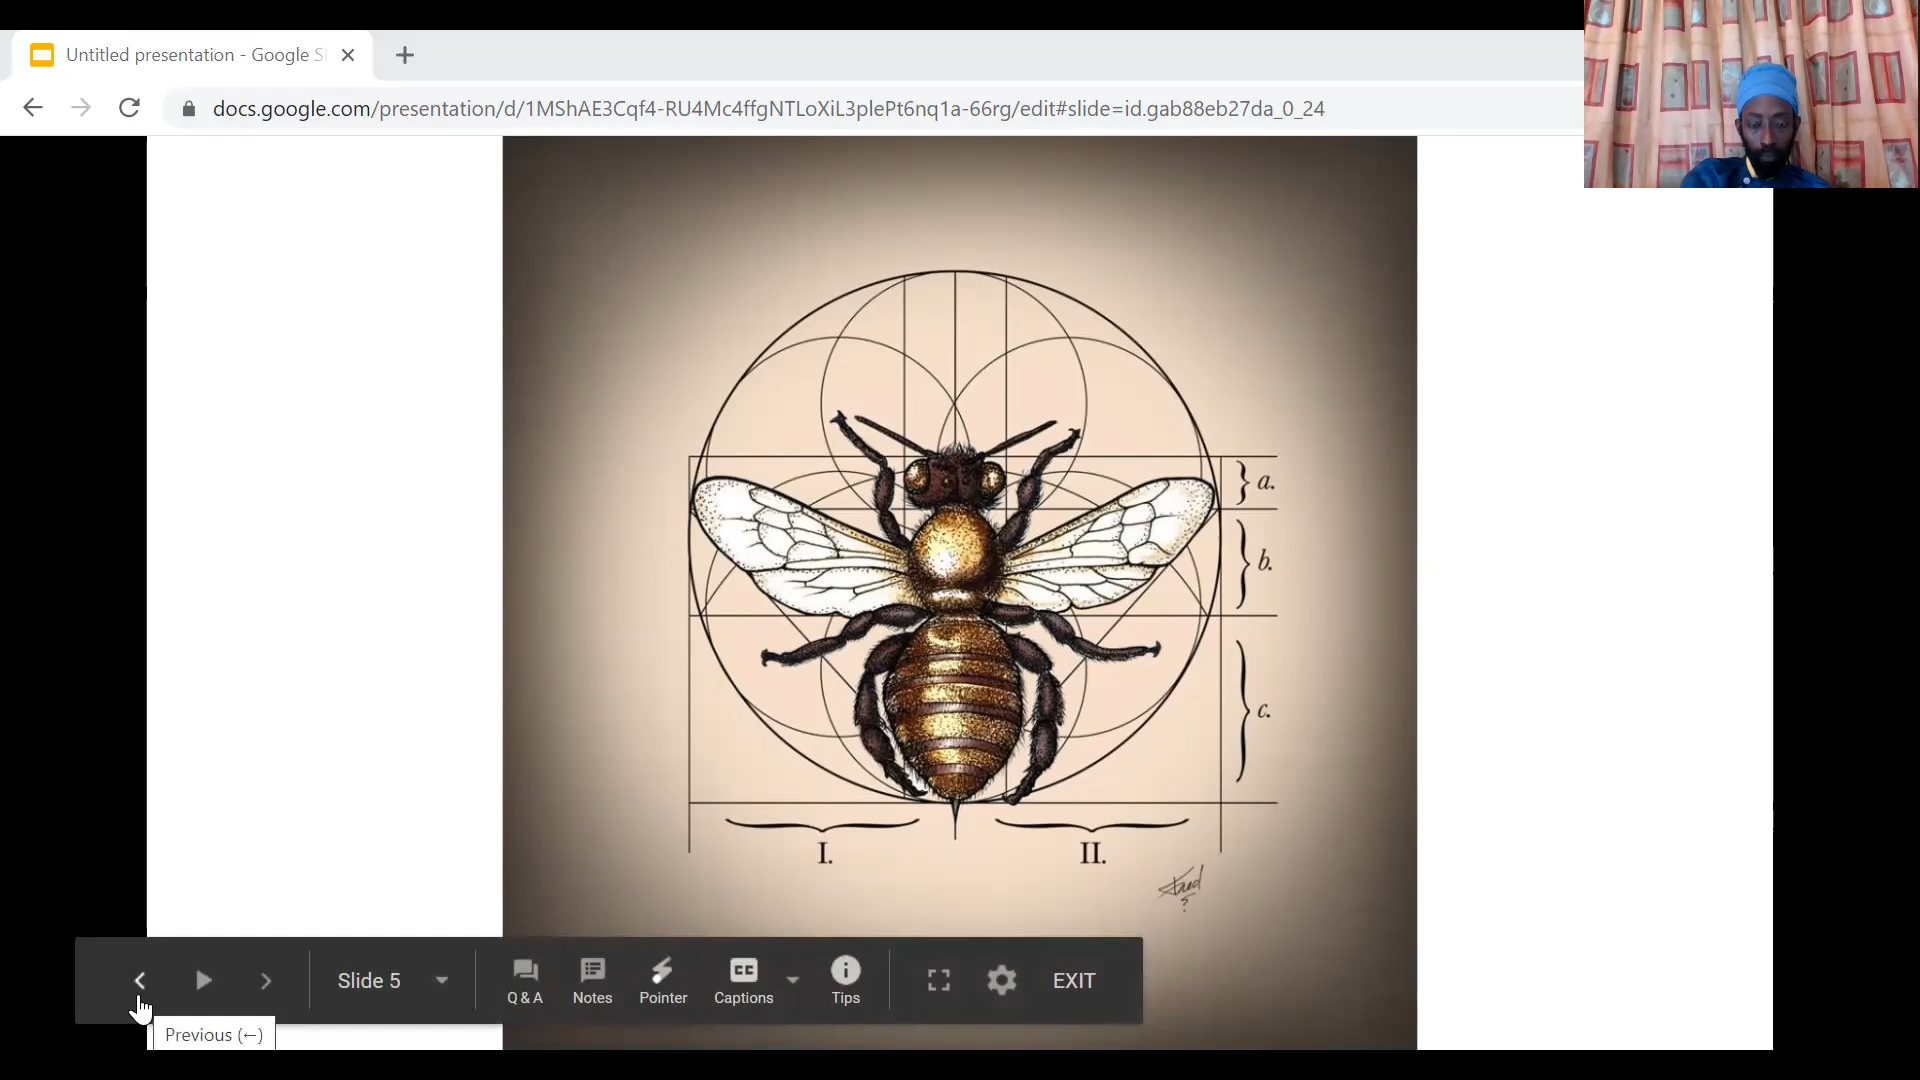 Untitled presentation - Google S
docs.google.com/presentation/d/1MShAE3Cqf4-RU4Mc4ffgNTLoXiL3plePt6nq1a-66rg/edit#slide=id.gab88eb27da_0_24
a.
b.
c.
I. II.
Slide 5 Q & A Notes Pointer CC Captions Tips EXIT
Previous (←)